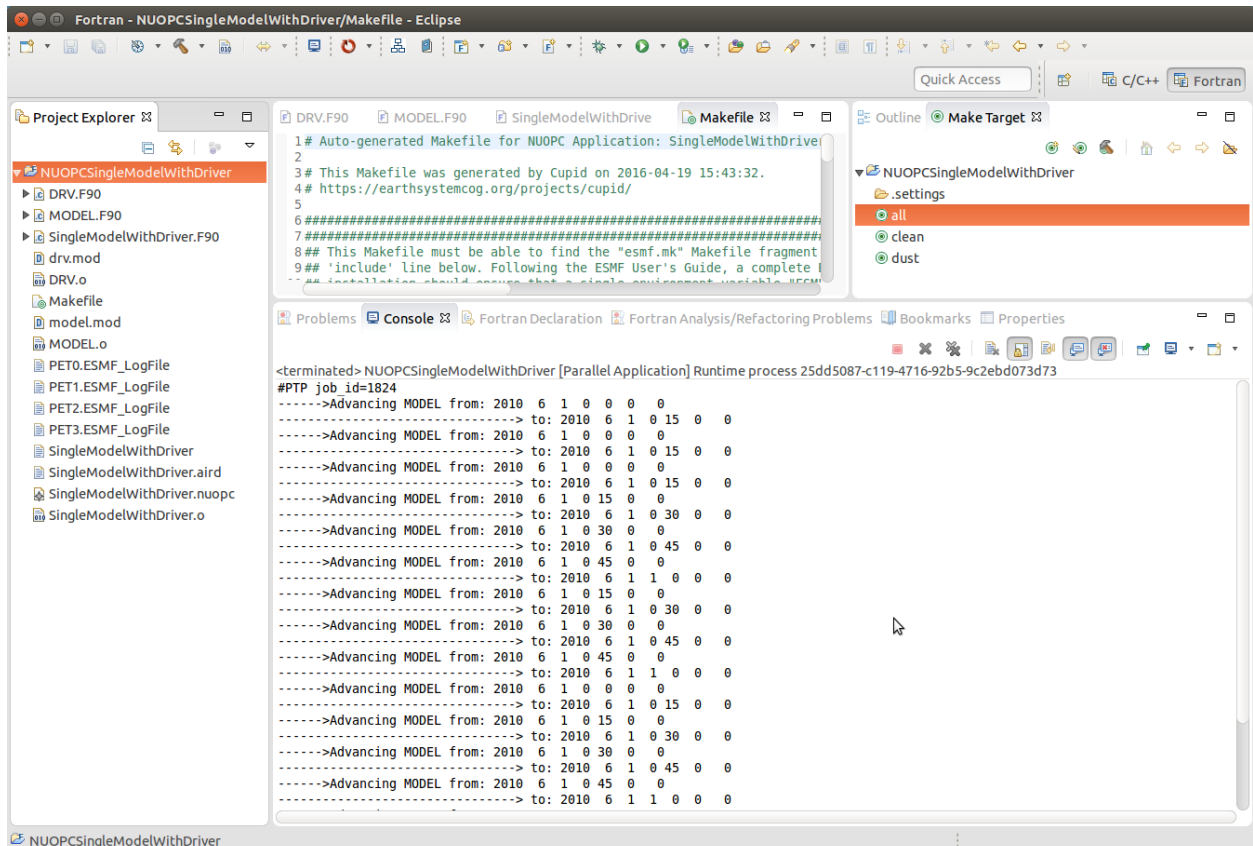 Fortran - NUOPCSingleModelWithDriver/Makefile - Eclipse
Quick Access
C/C++
Fortran
Project Explorer
NUOPCSingleModelWithDriver
DRV.F90
MODEL.F90
SingleModelWithDriver.F90
drv.mod
DRV.o
Makefile
model.mod
MODEL.o
PET0.ESMF_LogFile
PET1.ESMF_LogFile
PET2.ESMF_LogFile
PET3.ESMF_LogFile
SingleModelWithDriver
SingleModelWithDriver.aird
SingleModelWithDriver.nuopc
SingleModelWithDriver.o
DRV.F90 MODEL.F90 SingleModelWithDrive Makefile
1# Auto-generated Makefile for NUOPC Application: SingleModelWithDriver
2
3# This Makefile was generated by Cupid on 2016-04-19 15:43:32.
4# https://earthsystemcog.org/projects/cupid/
5
6######################################################################
7######################################################################
8## This Makefile must be able to find the "esmf.mk" Makefile fragment
9## 'include' line below. Following the ESMF User's Guide, a complete
## installation should ensure that a single environment variable "ESMF
Outline Make Target
NUOPCSingleModelWithDriver
.settings
all
clean
dust
Problems Console Fortran Declaration Fortran Analysis/Refactoring Problems Bookmarks Properties
<terminated> NUOPCSingleModelWithDriver [Parallel Application] Runtime process 25dd5087-c119-4716-92b5-9c2ebd073d73
#PTP job_id=1824
------>Advancing MODEL from: 2010 6 1 0 0 0 0
--------------------------------> to: 2010 6 1 0 15 0 0
------>Advancing MODEL from: 2010 6 1 0 0 0 0
--------------------------------> to: 2010 6 1 0 15 0 0
------>Advancing MODEL from: 2010 6 1 0 0 0 0
--------------------------------> to: 2010 6 1 0 15 0 0
------>Advancing MODEL from: 2010 6 1 0 15 0 0
--------------------------------> to: 2010 6 1 0 30 0 0
------>Advancing MODEL from: 2010 6 1 0 30 0 0
--------------------------------> to: 2010 6 1 0 45 0 0
------>Advancing MODEL from: 2010 6 1 0 45 0 0
--------------------------------> to: 2010 6 1 1 0 0 0
------>Advancing MODEL from: 2010 6 1 0 15 0 0
--------------------------------> to: 2010 6 1 0 30 0 0
------>Advancing MODEL from: 2010 6 1 0 30 0 0
--------------------------------> to: 2010 6 1 0 45 0 0
------>Advancing MODEL from: 2010 6 1 0 45 0 0
--------------------------------> to: 2010 6 1 1 0 0 0
------>Advancing MODEL from: 2010 6 1 0 0 0 0
--------------------------------> to: 2010 6 1 0 15 0 0
------>Advancing MODEL from: 2010 6 1 0 15 0 0
--------------------------------> to: 2010 6 1 0 30 0 0
------>Advancing MODEL from: 2010 6 1 0 30 0 0
--------------------------------> to: 2010 6 1 0 45 0 0
------>Advancing MODEL from: 2010 6 1 0 45 0 0
--------------------------------> to: 2010 6 1 1 0 0 0
NUOPCSingleModelWithDriver